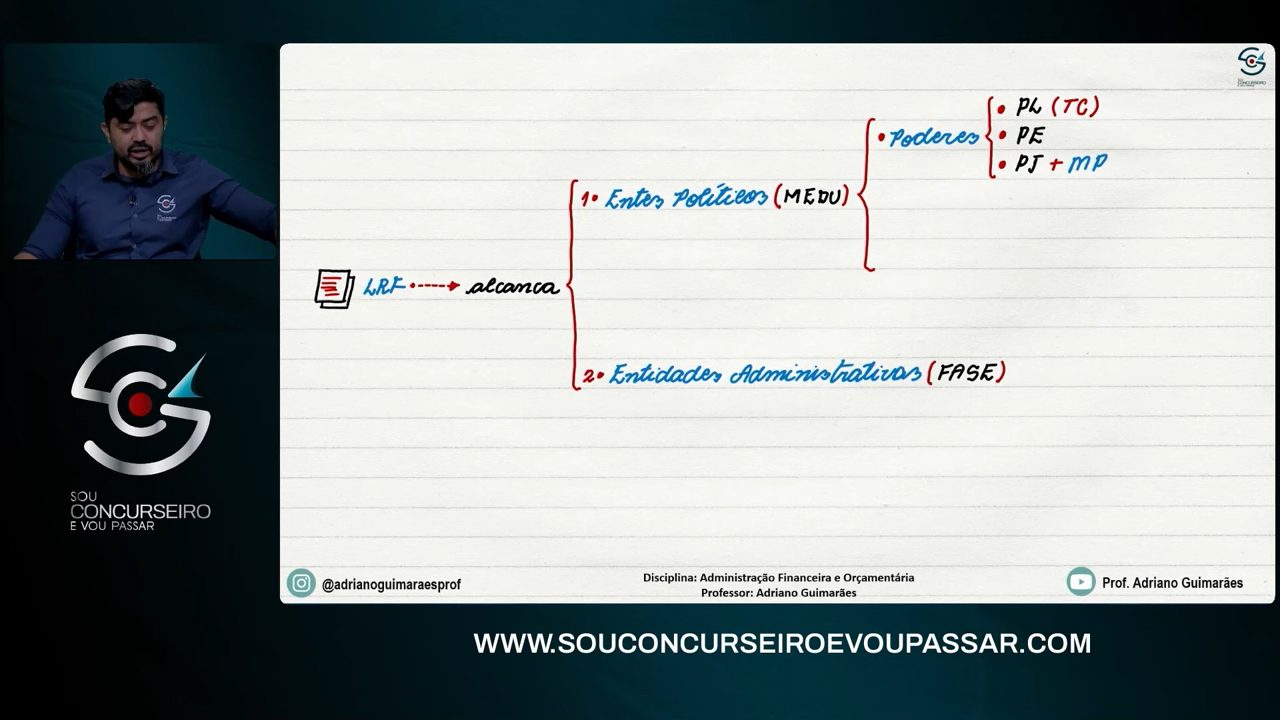 • Poderes
• PL (TC)
• PE
• PJ + MP
1• Entes Políticos (MEDU)
LRF alcanca
2• Entidades Administrativas (FASE)
SOU
CONCURSEIRO
E VOU PASSAR
@adrianoguimaraesprof
Disciplina: Administração Financeira e Orçamentária
Professor: Adriano Guimarães
Prof. Adriano Guimarães
WWW.SOUCONCURSEIROEVOUPASSAR.COM